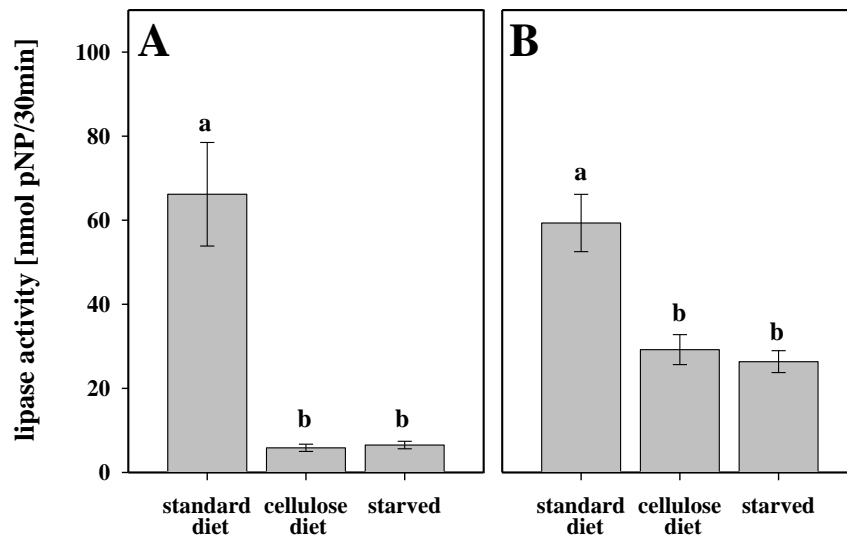 A
B
lipase activity [nmol pNP/30min]
100
80
60
40
20
0
a
b
b
a
b
b
standard
diet
cellulose
diet
starved
standard
diet
cellulose
diet
starved